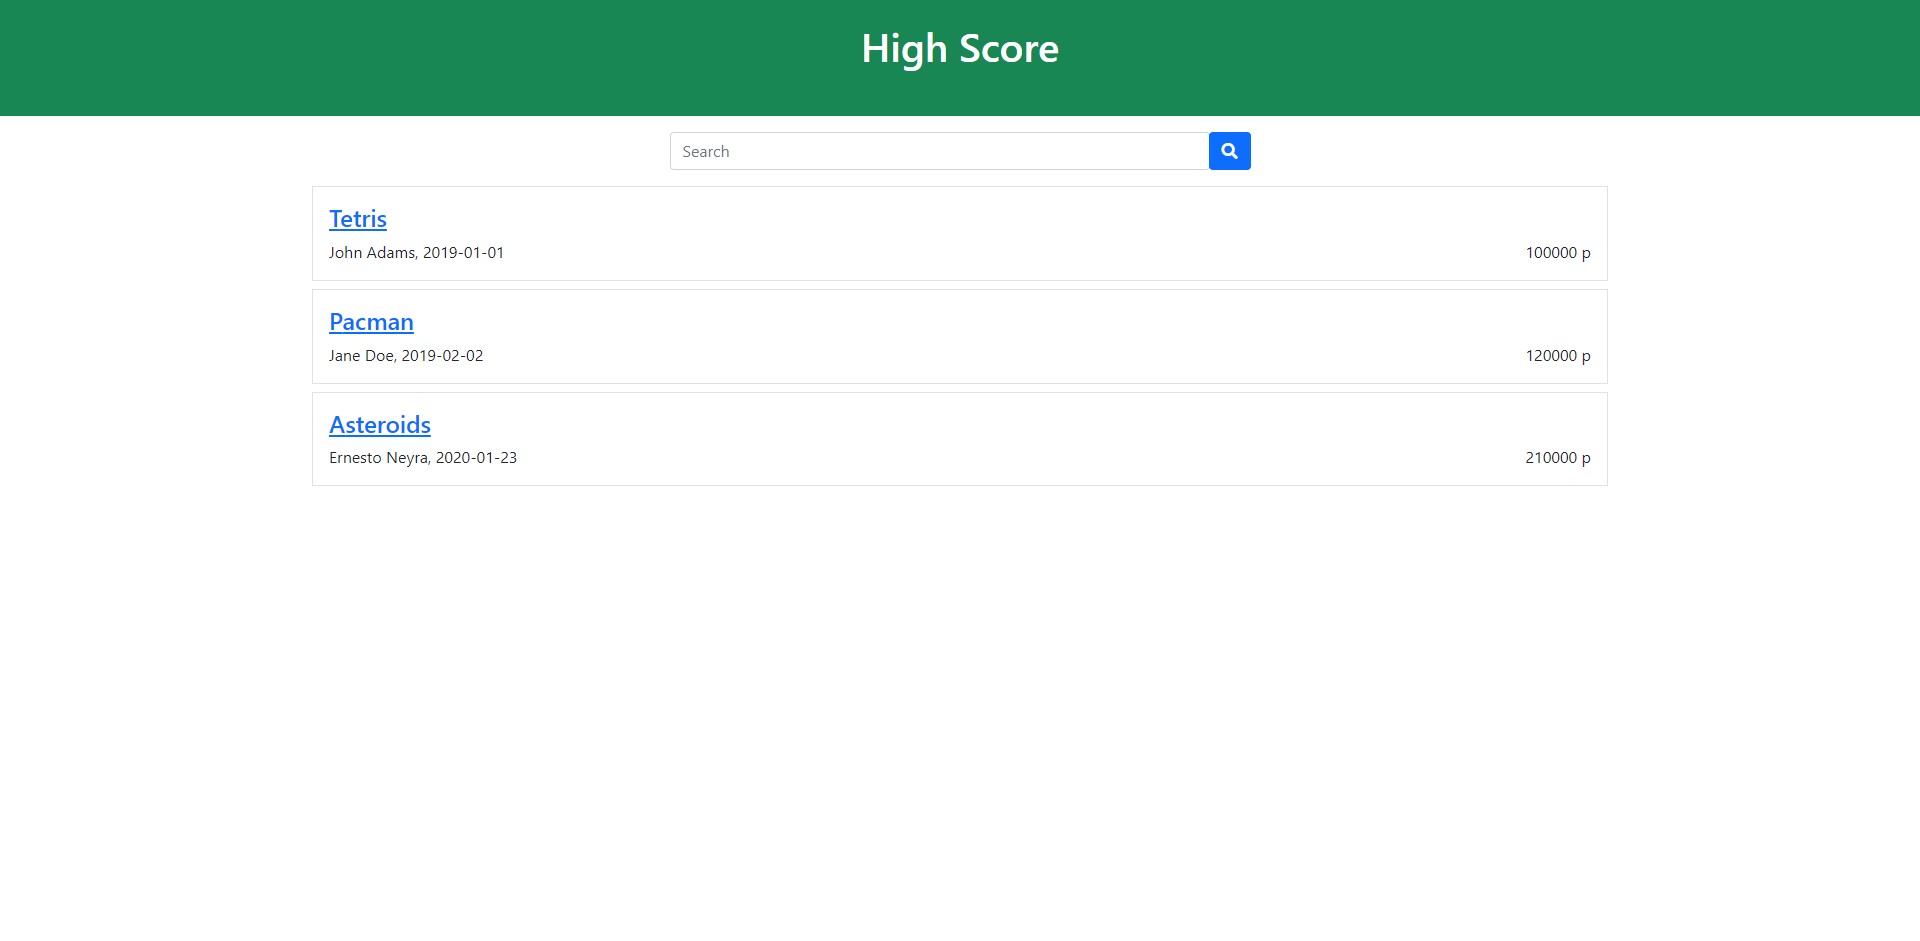 High Score
Search
Tetris
John Adams, 2019-01-01 100000 p
Pacman
Jane Doe, 2019-02-02 120000 p
Asteroids
Ernesto Neyra, 2020-01-23 210000 p